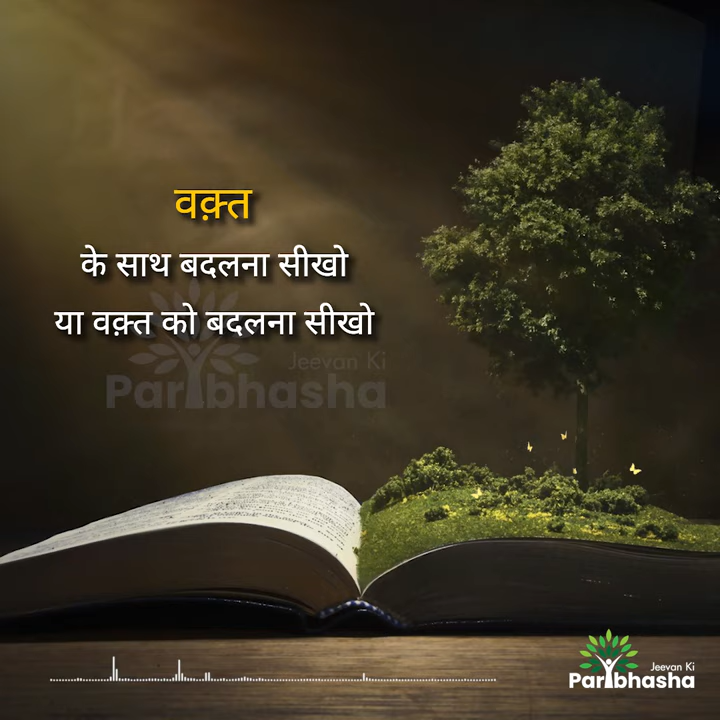 वक़्त
के साथ बदलना सीखो
या वक़्त को बदलना सीखो
Jeevan Ki
Paribhasha
Jeevan Ki
Paribhasha